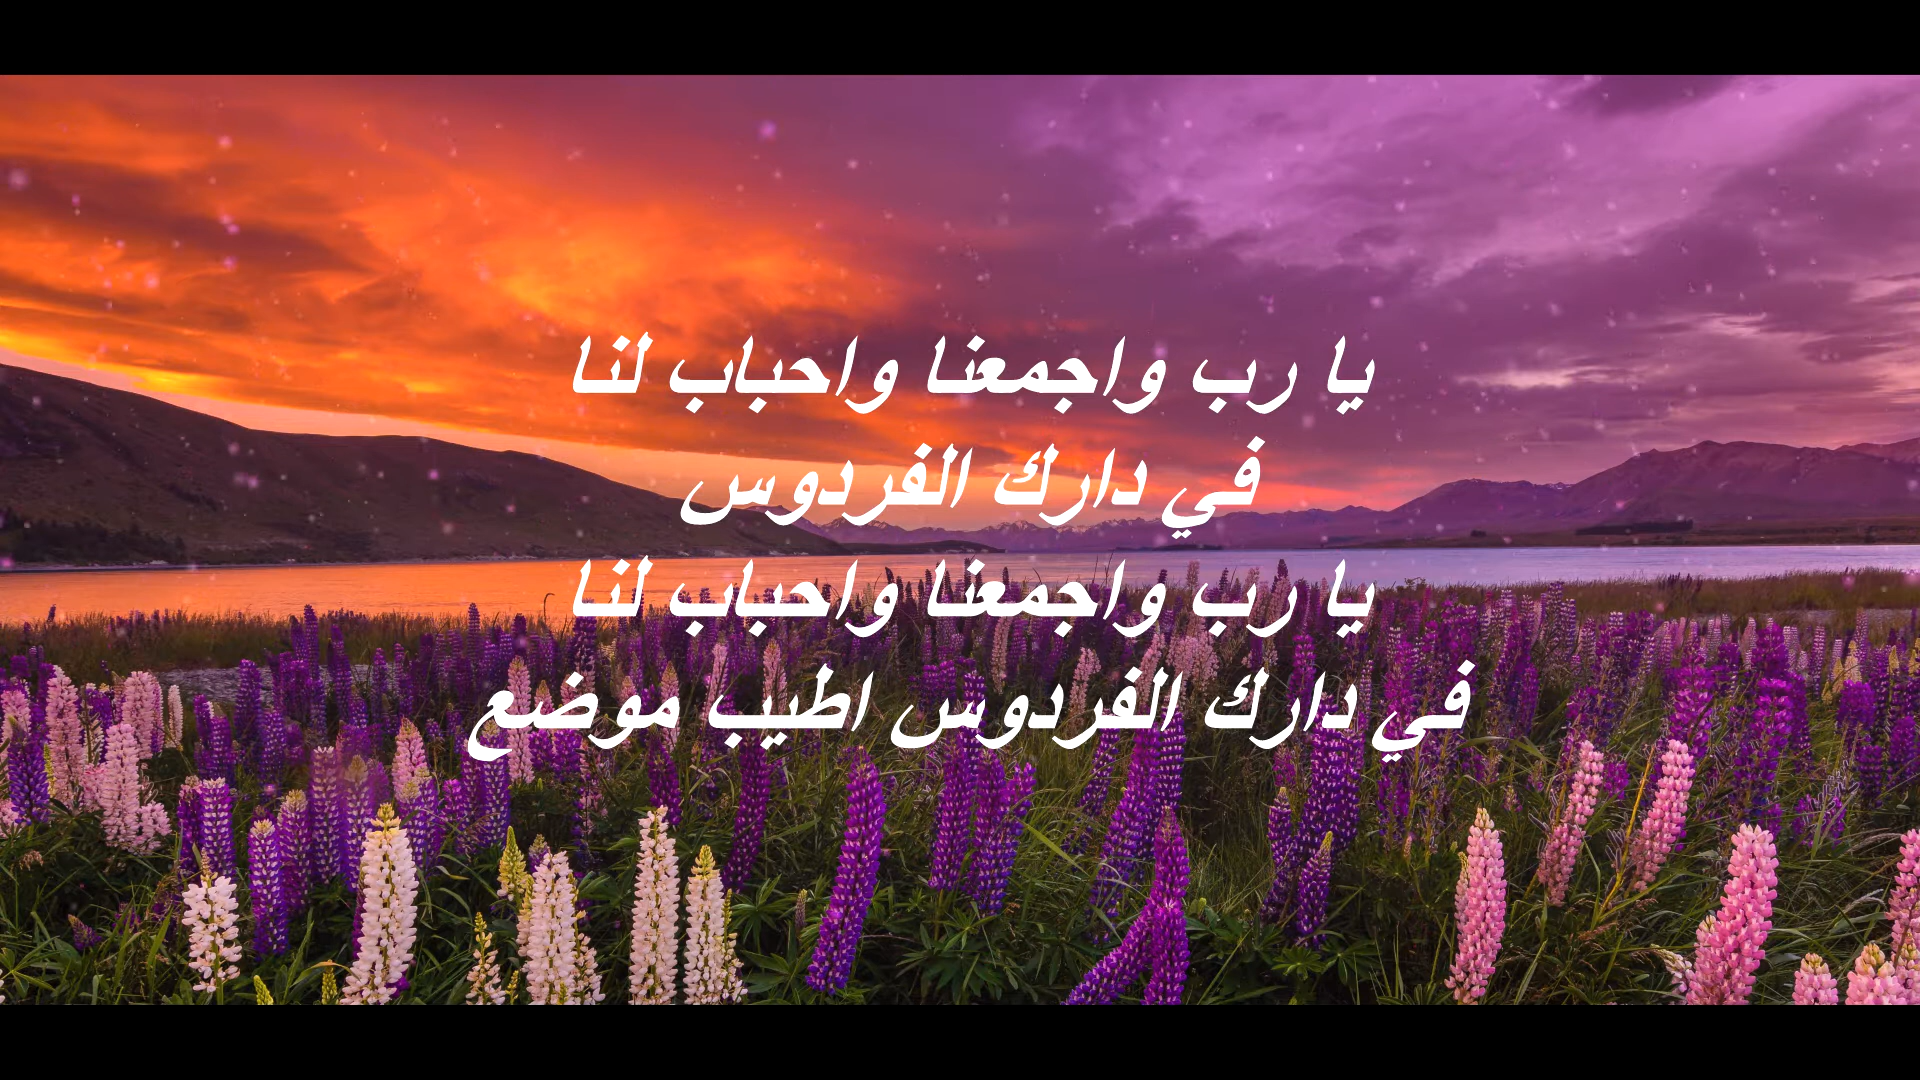 يا رب واجمعنا واحباب لنا
في دارك الفردوس
يا رب واجمعنا واحباب لنا
في دارك الفردوس اطيب موضع